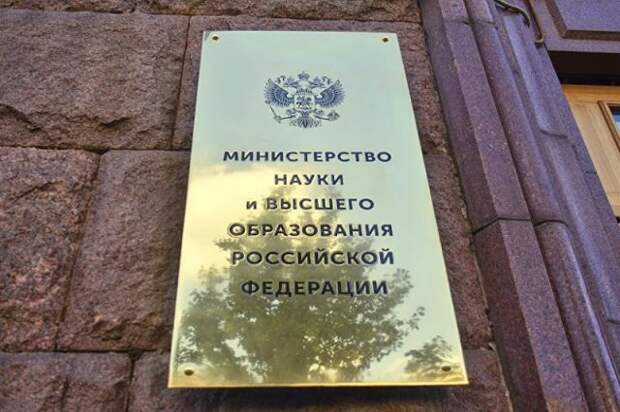 МИНИСТЕРСТВО
НАУКИ
и ВЫСШЕГО
ОБРАЗОВАНИЯ
РОССИЙСКОЙ
ФЕДЕРАЦИИ